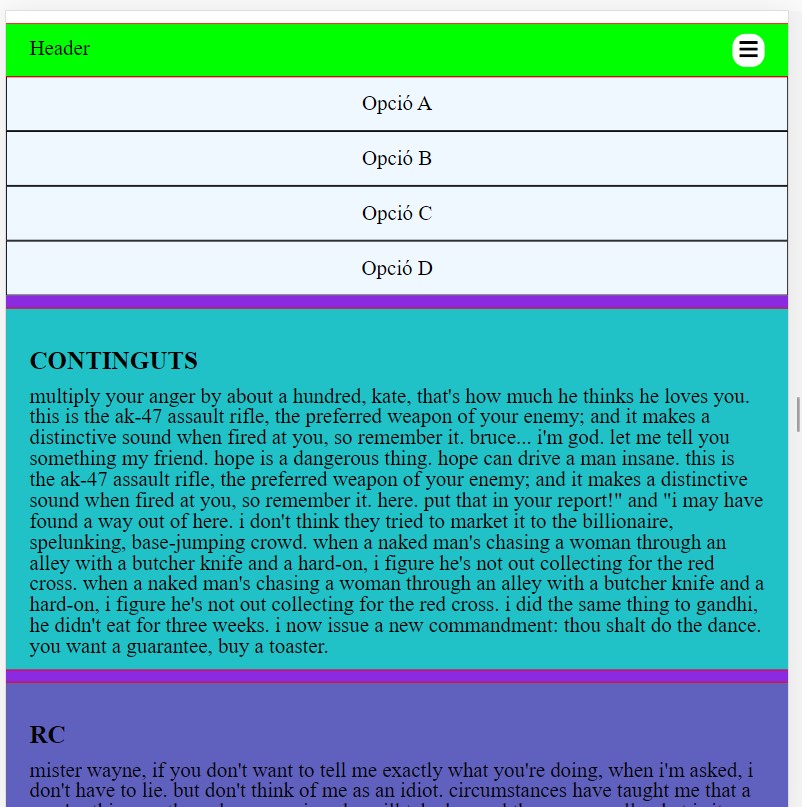 Header
Opció A
Opció B
Opció C
Opció D
CONTINGUTS
multiply your anger by about a hundred, kate, that's how much he thinks he loves you.
this is the ak-47 assault rifle, the preferred weapon of your enemy; and it makes a
distinctive sound when fired at you, so remember it. bruce... i'm god. let me tell you
something my friend. hope is a dangerous thing. hope can drive a man insane. this is
the ak-47 assault rifle, the preferred weapon of your enemy; and it makes a distinctive
sound when fired at you, so remember it. here. put that in your report!" and "i may have
found a way out of here. i don't think they tried to market it to the billionaire,
spelunking, base-jumping crowd. when a naked man's chasing a woman through an
alley with a butcher knife and a hard-on, i figure he's not out collecting for the red
cross. when a naked man's chasing a woman through an alley with a butcher knife and a
hard-on, i figure he's not out collecting for the red cross. i did the same thing to gandhi,
he didn't eat for three weeks. i now issue a new commandment: thou shalt do the dance.
you want a guarantee, buy a toaster.
RC
mister wayne, if you don't want to tell me exactly what you're doing, when i'm asked, i
don't have to lie. but don't think of me as an idiot. circumstances have taught me that a